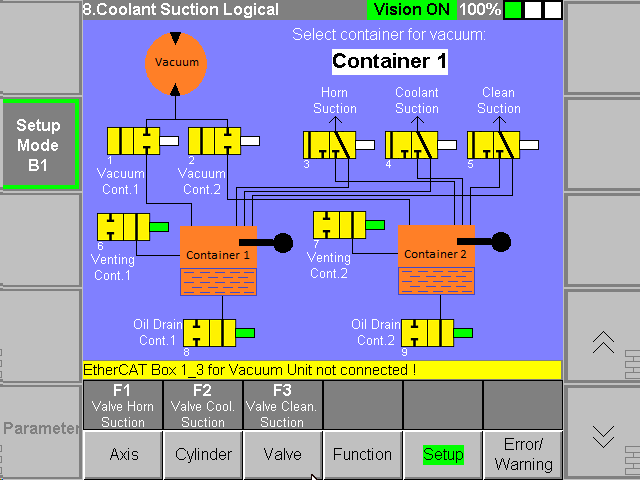 8.Coolant Suction Logical
Vision ON
100%
Select container for vacuum:
Container 1
Vacuum
Horn
Suction
Coolant
Suction
Clean
Suction
Setup
Mode
B1
1
Vacuum
Cont.1
2
Vacuum
Cont.2
3
4
5
6
Venting
Cont.1
Container 1
7
Venting
Cont.2
Container 2
Oil Drain
Cont.1
8
Oil Drain
Cont.2
9
EtherCAT Box 1_3 for Vacuum Unit not connected !
F1
Valve Horn
Suction
F2
Valve Cool.
Suction
F3
Valve Clean.
Suction
Parameter
Axis
Cylinder
Valve
Function
Setup
Error/
Warning